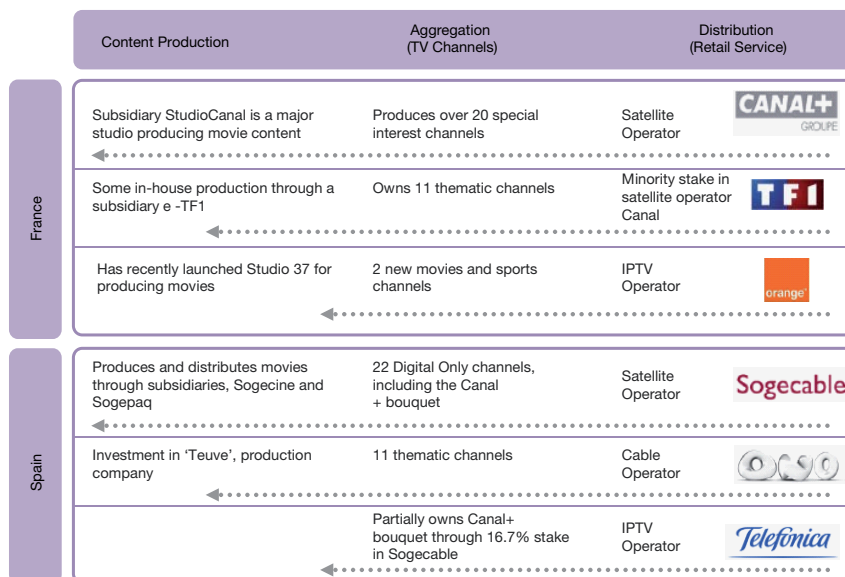 Content Production
Aggregation
(TV Channels)
Distribution
(Retail Service)
France
Subsidiary StudioCanal is a major
studio producing movie content
Produces over 20 special
interest channels
Satellite
Operator
CANAL+
GROUPE
Some in-house production through a
subsidiary e -TF1
Owns 11 thematic channels
Minority stake in
satellite operator
Canal
TF1
Has recently launched Studio 37 for
producing movies
2 new movies and sports
channels
IPTV
Operator
orange
Spain
Produces and distributes movies
through subsidiaries, Sogecine and
Sogepaq
22 Digital Only channels,
including the Canal
+ bouquet
Satellite
Operator
Sogecable
Investment in ‘Teuve’, production
company
11 thematic channels
Cable
Operator
ono
Partially owns Canal+
bouquet through 16.7% stake
in Sogecable
IPTV
Operator
Telefonica